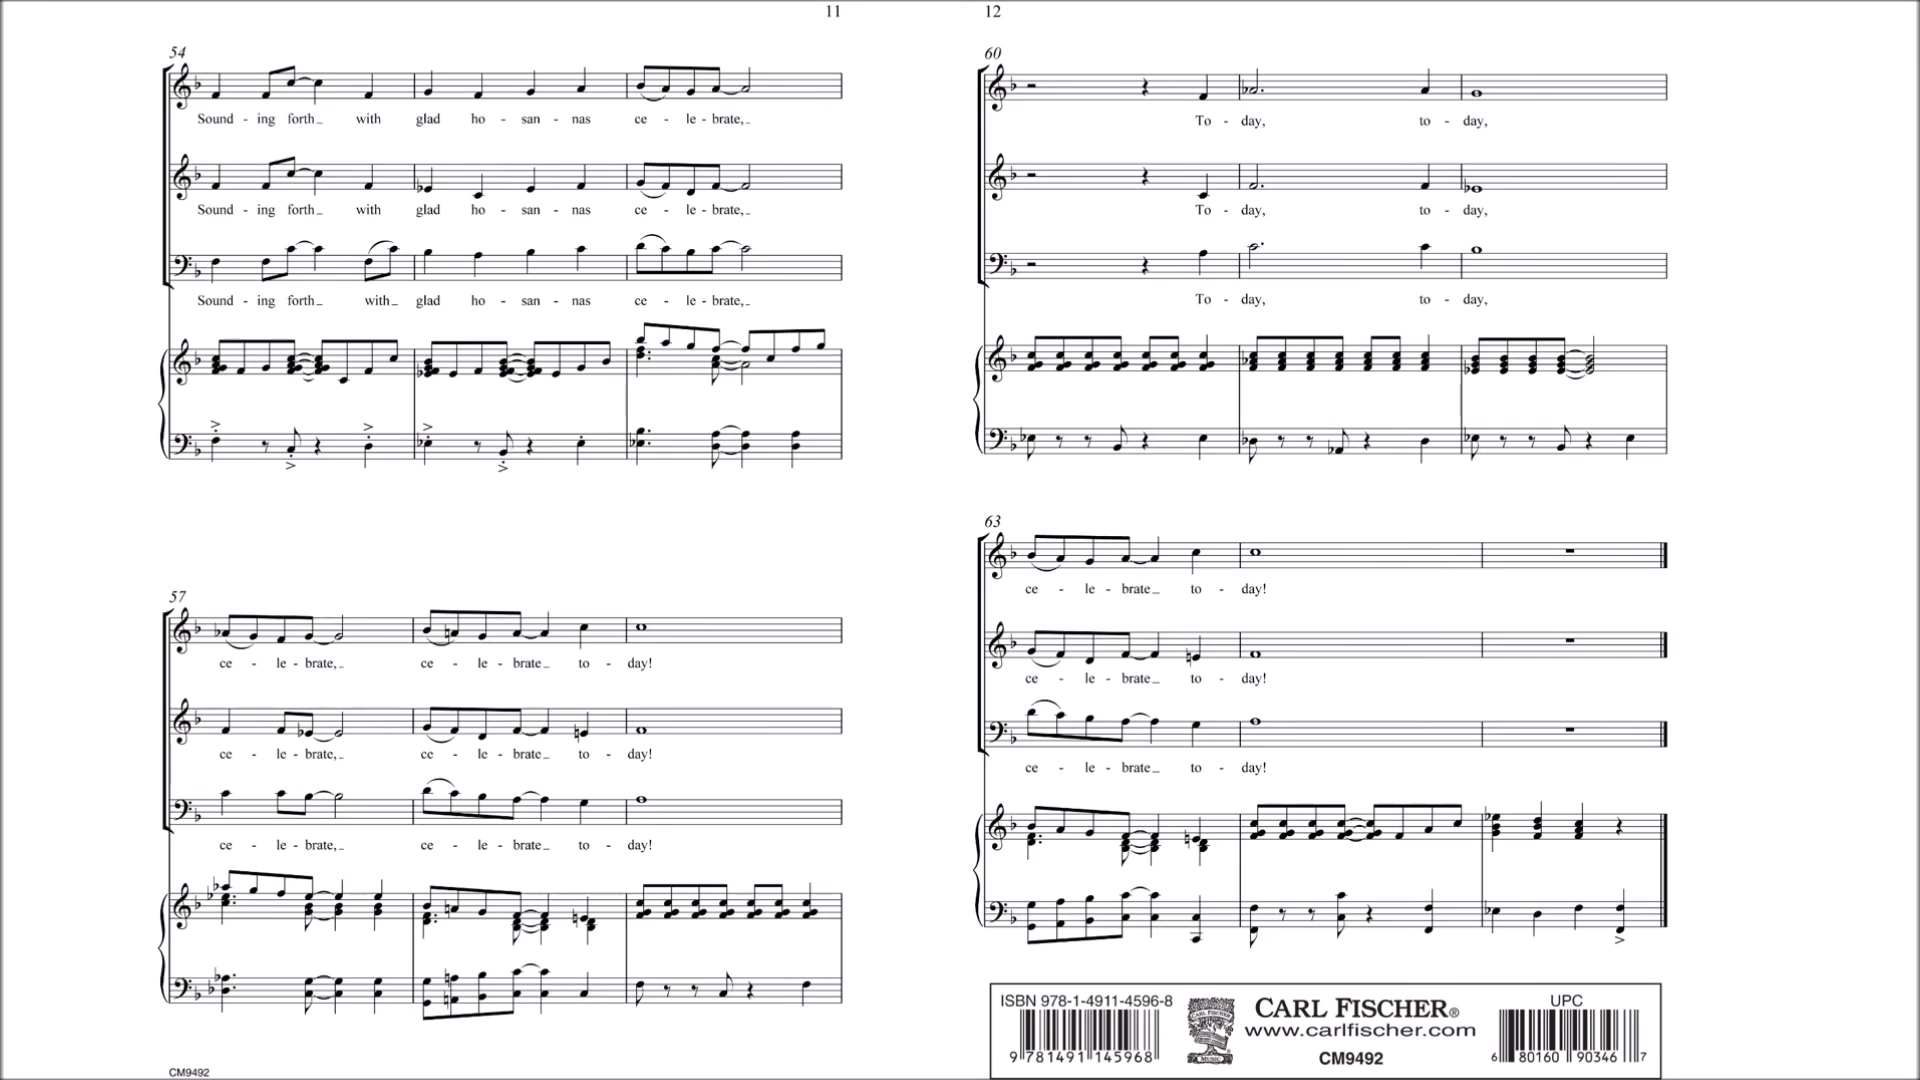 11
54
Sound - ing forth_ with glad ho - san - nas ce - le - brate,_
Sound - ing forth_ with glad ho - san - nas ce - le - brate,_
Sound - ing forth_ with_ glad ho - san - nas ce - le - brate,_
57
ce - le - brate,_ ce - le - brate_ to - day!
ce - le - brate,_ ce - le - brate_ to - day!
ce - le - brate,_ ce - le - brate_ to - day!
CM9492
12
60
To - day, to - day,
To - day, to - day,
To - day, to - day,
63
ce - le - brate_ to - day!
ce - le - brate_ to - day!
ce - le - brate_ to - day!
ISBN 978-1-4911-4596-8
9 781491 145968
CARL FISCHER
MUSIC
CARL FISCHER®
www.carlfischer.com
CM9492
UPC
6 80160 90346 7